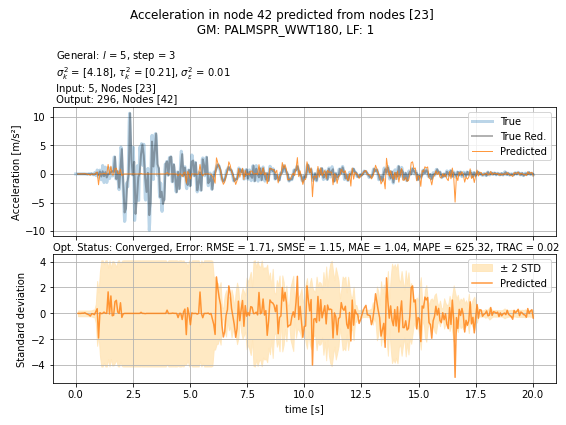 Acceleration in node 42 predicted from nodes [23]
GM: PALMSPR_WWT180, LF: 1
General: l = 5, step = 3
σ_k^2 = [4.18], τ_k^2 = [0.21], σ_ε^2 = 0.01
Input: 5, Nodes [23]
Output: 296, Nodes [42]
Acceleration [m/s²]
10
5
0
−5
−10
True
True Red.
Predicted
Opt. Status: Converged, Error: RMSE = 1.71, SMSE = 1.15, MAE = 1.04, MAPE = 625.32, TRAC = 0.02
Standard deviation
4
2
0
−2
−4
± 2 STD
Predicted
0.0 2.5 5.0 7.5 10.0 12.5 15.0 17.5 20.0
time [s]